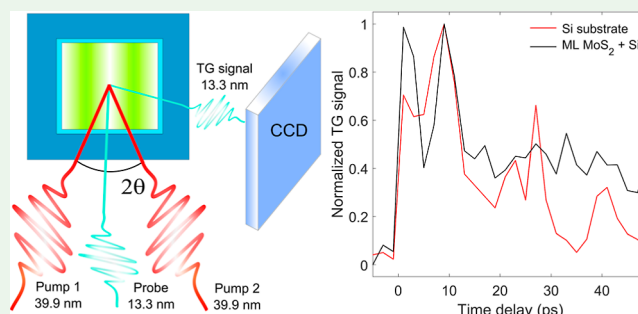 TG signal
13.3 nm
CCD
2θ
Pump 1
39.9 nm
Probe
13.3 nm
Pump 2
39.9 nm
Normalized TG signal
1
0.8
0.6
0.4
0.2
0
Si substrate
ML MoS2 + Si
0
10
20
30
40
Time delay (ps)